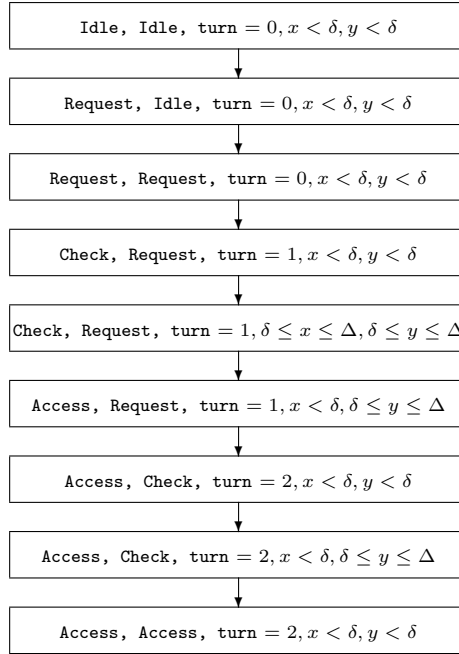 Idle, Idle, turn = 0, x < δ, y < δ
Request, Idle, turn = 0, x < δ, y < δ
Request, Request, turn = 0, x < δ, y < δ
Check, Request, turn = 1, x < δ, y < δ
Check, Request, turn = 1, δ ≤ x ≤ Δ, δ ≤ y ≤ Δ
Access, Request, turn = 1, x < δ, δ ≤ y ≤ Δ
Access, Check, turn = 2, x < δ, y < δ
Access, Check, turn = 2, x < δ, δ ≤ y ≤ Δ
Access, Access, turn = 2, x < δ, y < δ